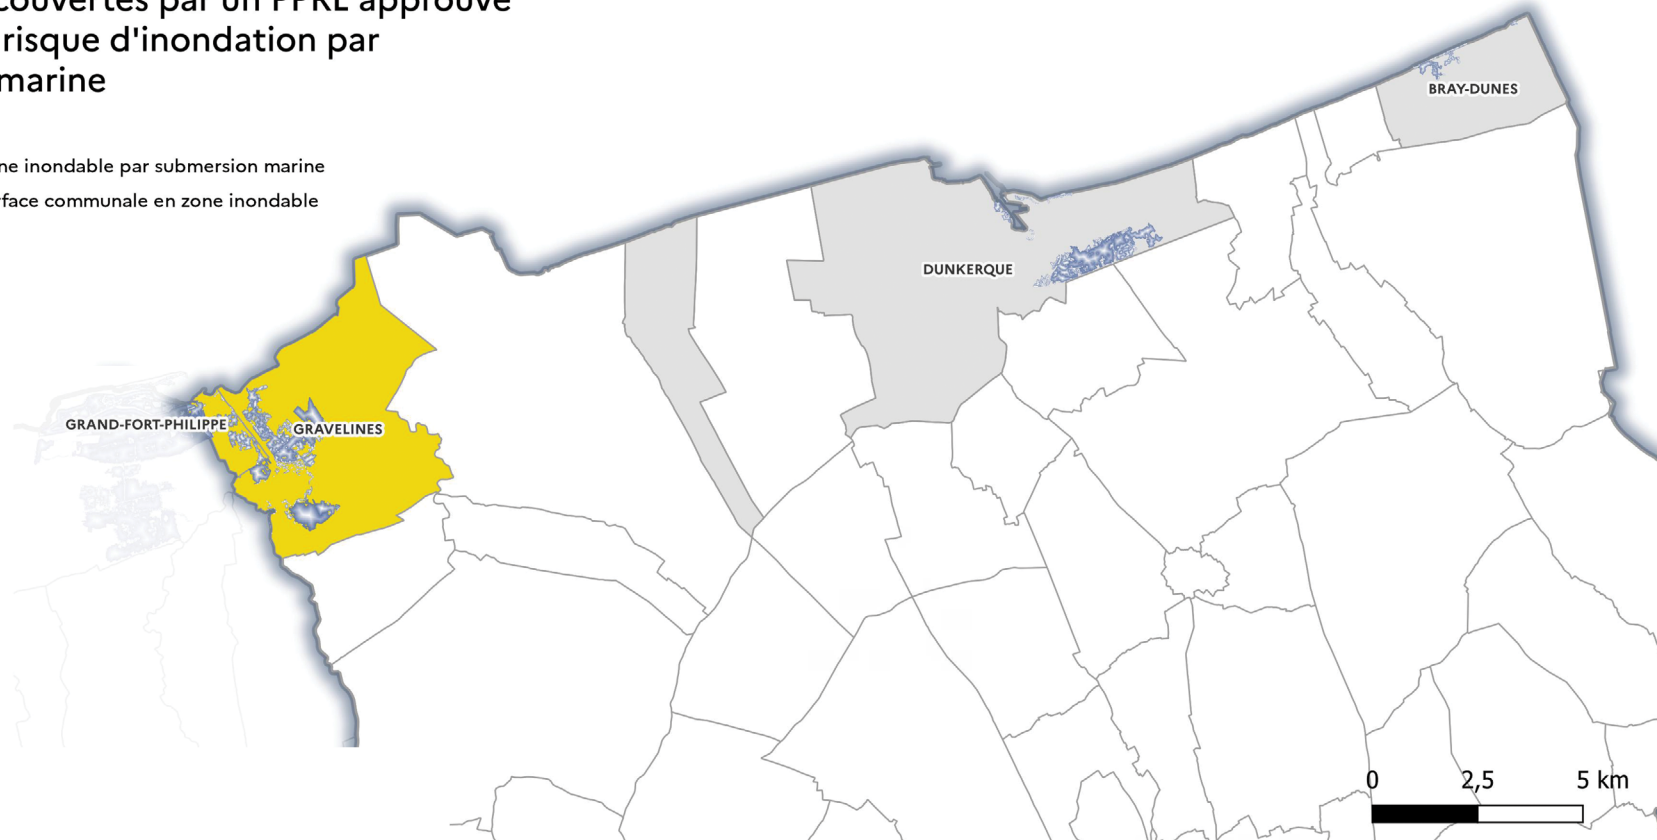 couvertes par un PPRL approuvé
risque d'inondation par
marine
ne inondable par submersion marine
face communale en zone inondable
BRAY-DUNES
DUNKERQUE
GRAND-FORT-PHILIPPE
GRAVELINES
0 2,5 5 km